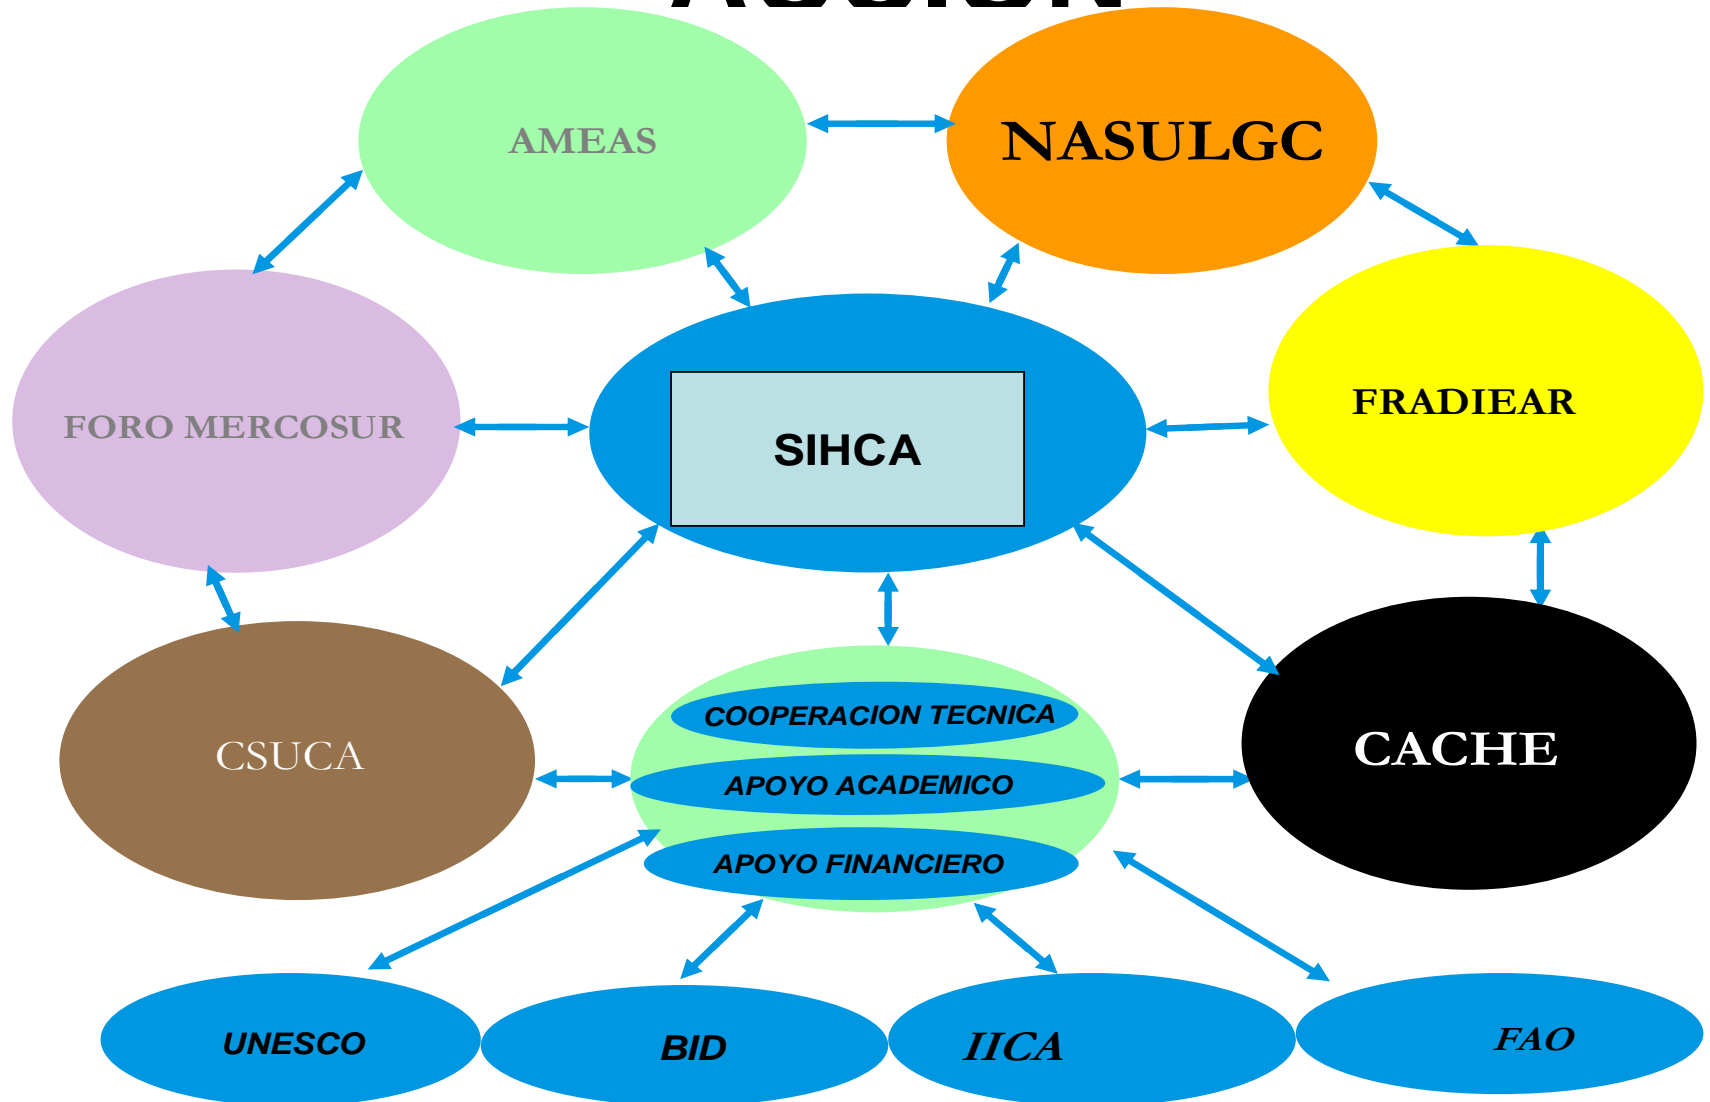 AMEAS
NASULGC
FORO MERCOSUR
SIHCA
FRADIEAR
CSUCA
COOPERACION TECNICA
APOYO ACADEMICO
APOYO FINANCIERO
CACHE
UNESCO
BID
IICA
FAO